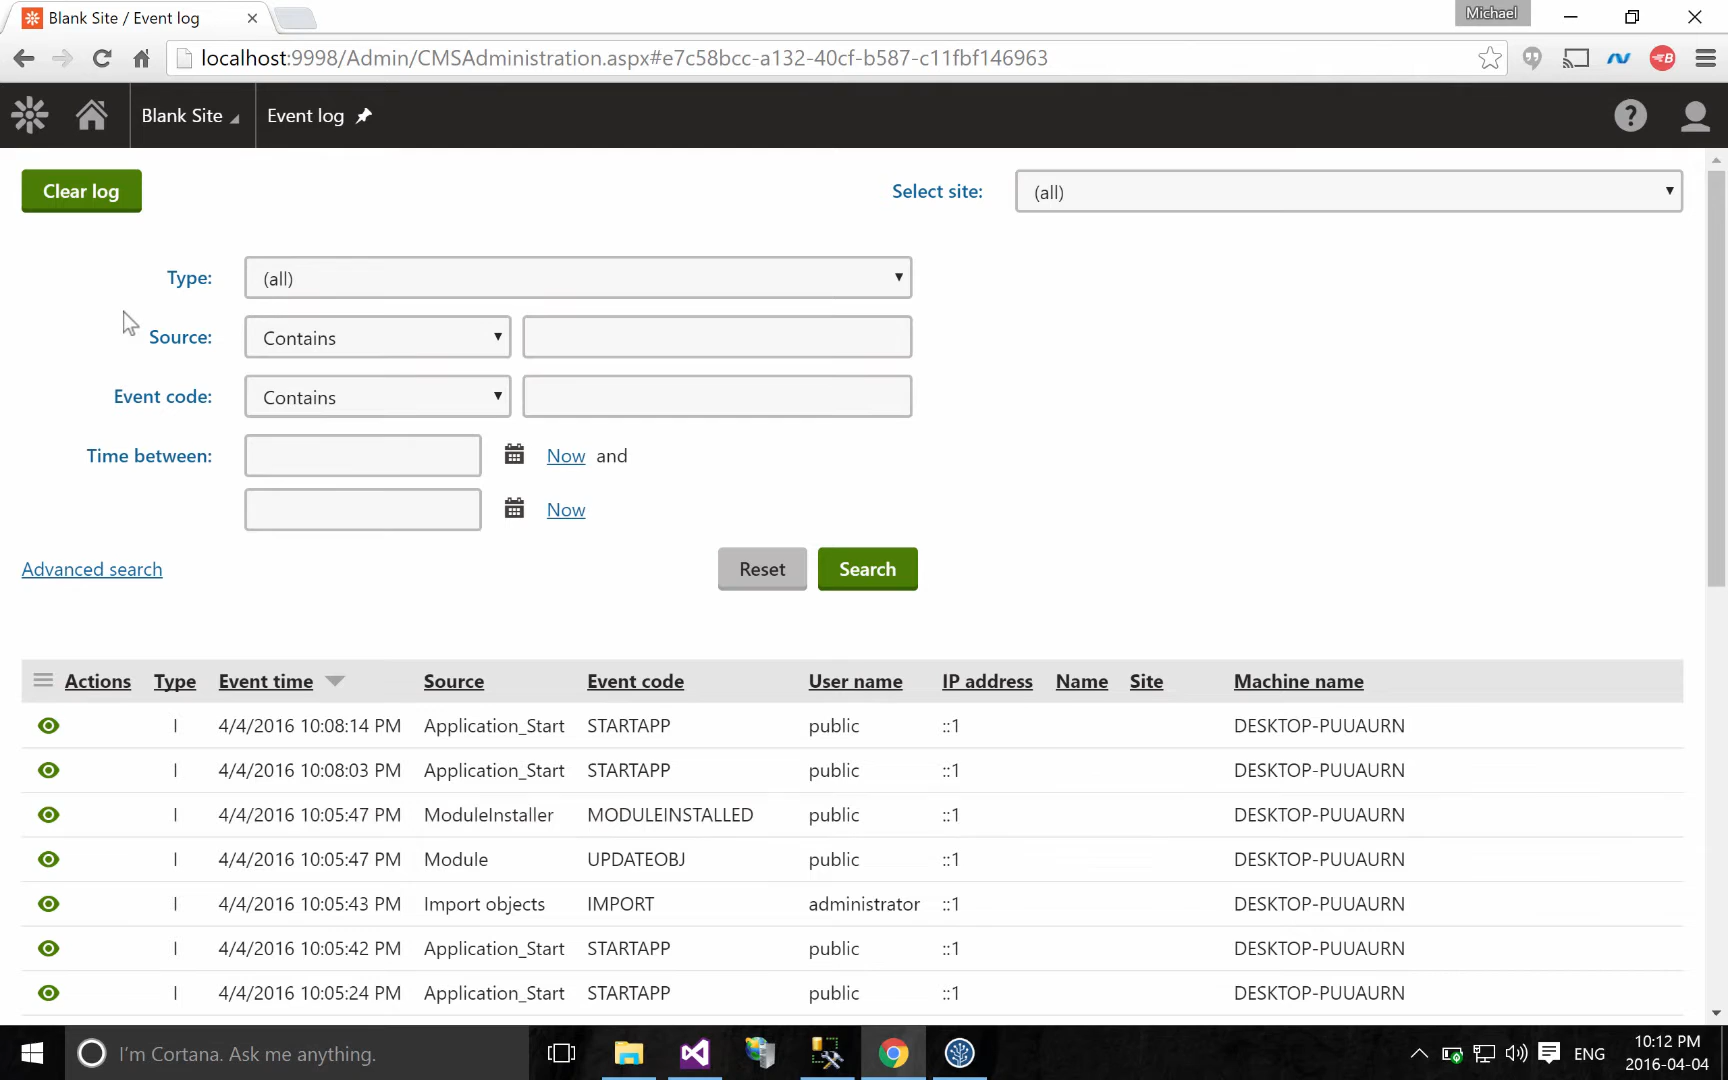 Blank Site / Event log
Michael
localhost:9998/Admin/CMSAdministration.aspx#e7c58bcc-a132-40cf-b587-c11fbf146963
Blank Site Event log
Clear log Select site: (all)
Type: (all)
Source: Contains
Event code: Contains
Time between: Now and
Now
Advanced search Reset Search
Actions Type Event time Source Event code User name IP address Name Site Machine name
I 4/4/2016 10:08:14 PM Application_Start STARTAPP public ::1 DESKTOP-PUUAURN
I 4/4/2016 10:08:03 PM Application_Start STARTAPP public ::1 DESKTOP-PUUAURN
I 4/4/2016 10:05:47 PM ModuleInstaller MODULEINSTALLED public ::1 DESKTOP-PUUAURN
I 4/4/2016 10:05:47 PM Module UPDATEOBJ public ::1 DESKTOP-PUUAURN
I 4/4/2016 10:05:43 PM Import objects IMPORT administrator ::1 DESKTOP-PUUAURN
I 4/4/2016 10:05:42 PM Application_Start STARTAPP public ::1 DESKTOP-PUUAURN
I 4/4/2016 10:05:24 PM Application_Start STARTAPP public ::1 DESKTOP-PUUAURN
I'm Cortana. Ask me anything. ENG 10:12 PM
2016-04-04